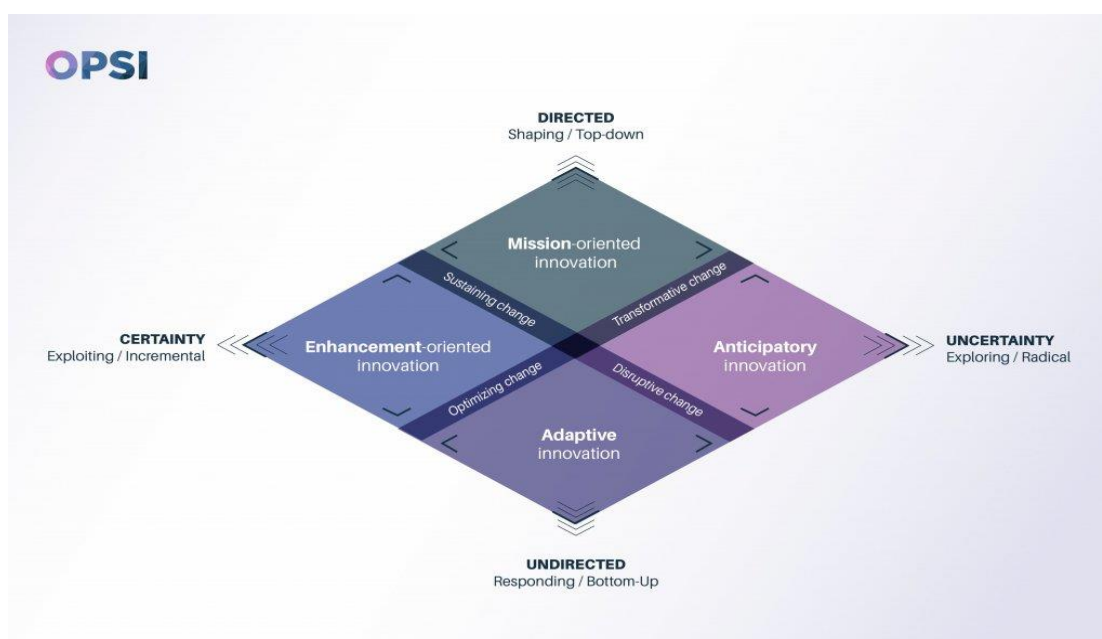 OPSI
DIRECTED
Shaping / Top-down
Mission-oriented
innovation
Sustaining change
Transformative change
CERTAINTY
Exploiting / Incremental
Enhancement-oriented
innovation
Anticipatory
innovation
UNCERTAINTY
Exploring / Radical
Optimizing change
Disruptive change
Adaptive
innovation
UNDIRECTED
Responding / Bottom-Up